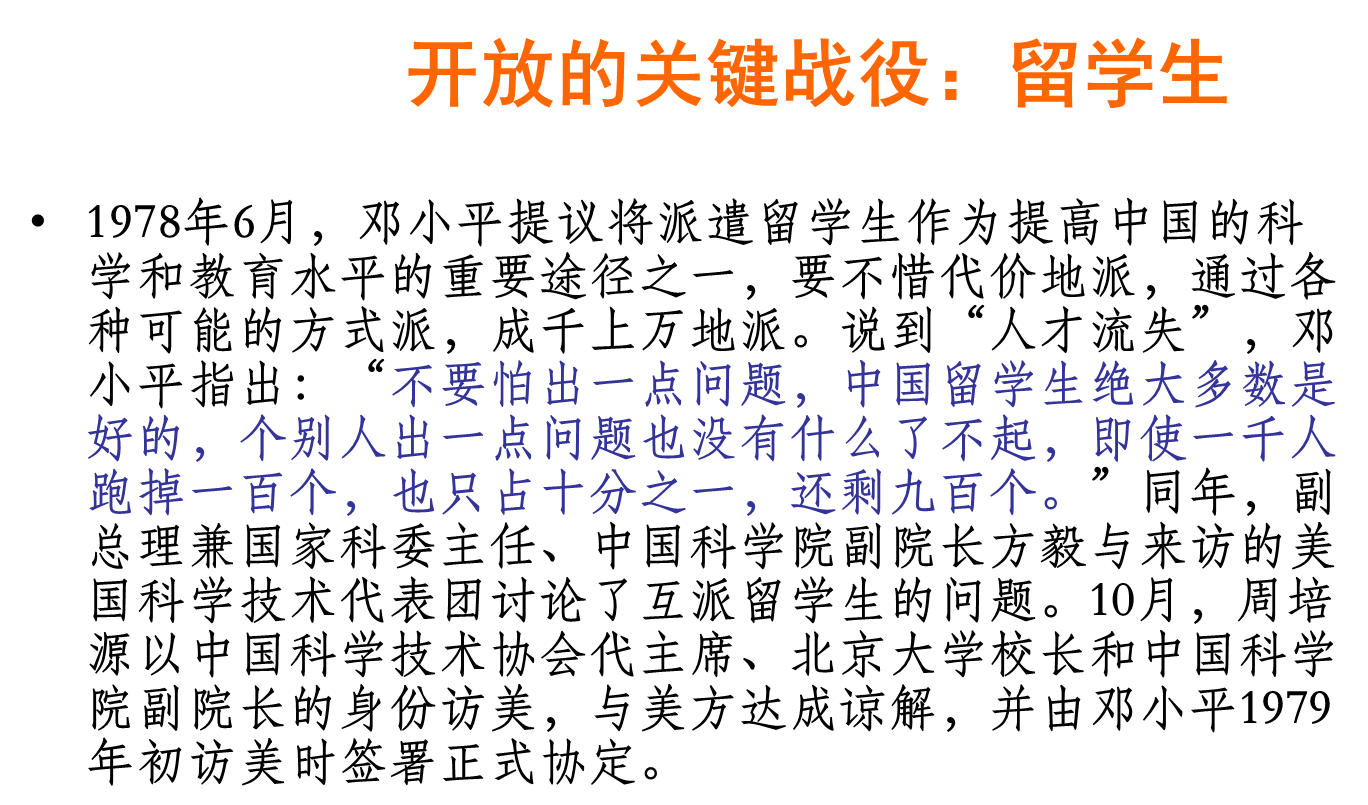 开放的关键战役：留学生
• 1978年6月，邓小平提议将派遣留学生作为提高中国的科
学和教育水平的重要途径之一，要不惜代价地派，通过各
种可能的方式派，成千上万地派。说到“人才流失”，邓
小平指出：“不要怕出一点问题，中国留学生绝大多数是
好的，个别人出一点问题也没有什么了不起，即使一千人
跑掉一百个，也只占十分之一，还剩九百个。”同年，副
总理兼国家科委主任、中国科学院副院长方毅与来访的美
国科学技术代表团讨论了互派留学生的问题。10月，周培
源以中国科学技术协会代主席、北京大学校长和中国科学
院副院长的身份访美，与美方达成谅解，并由邓小平1979
年初访美时签署正式协定。